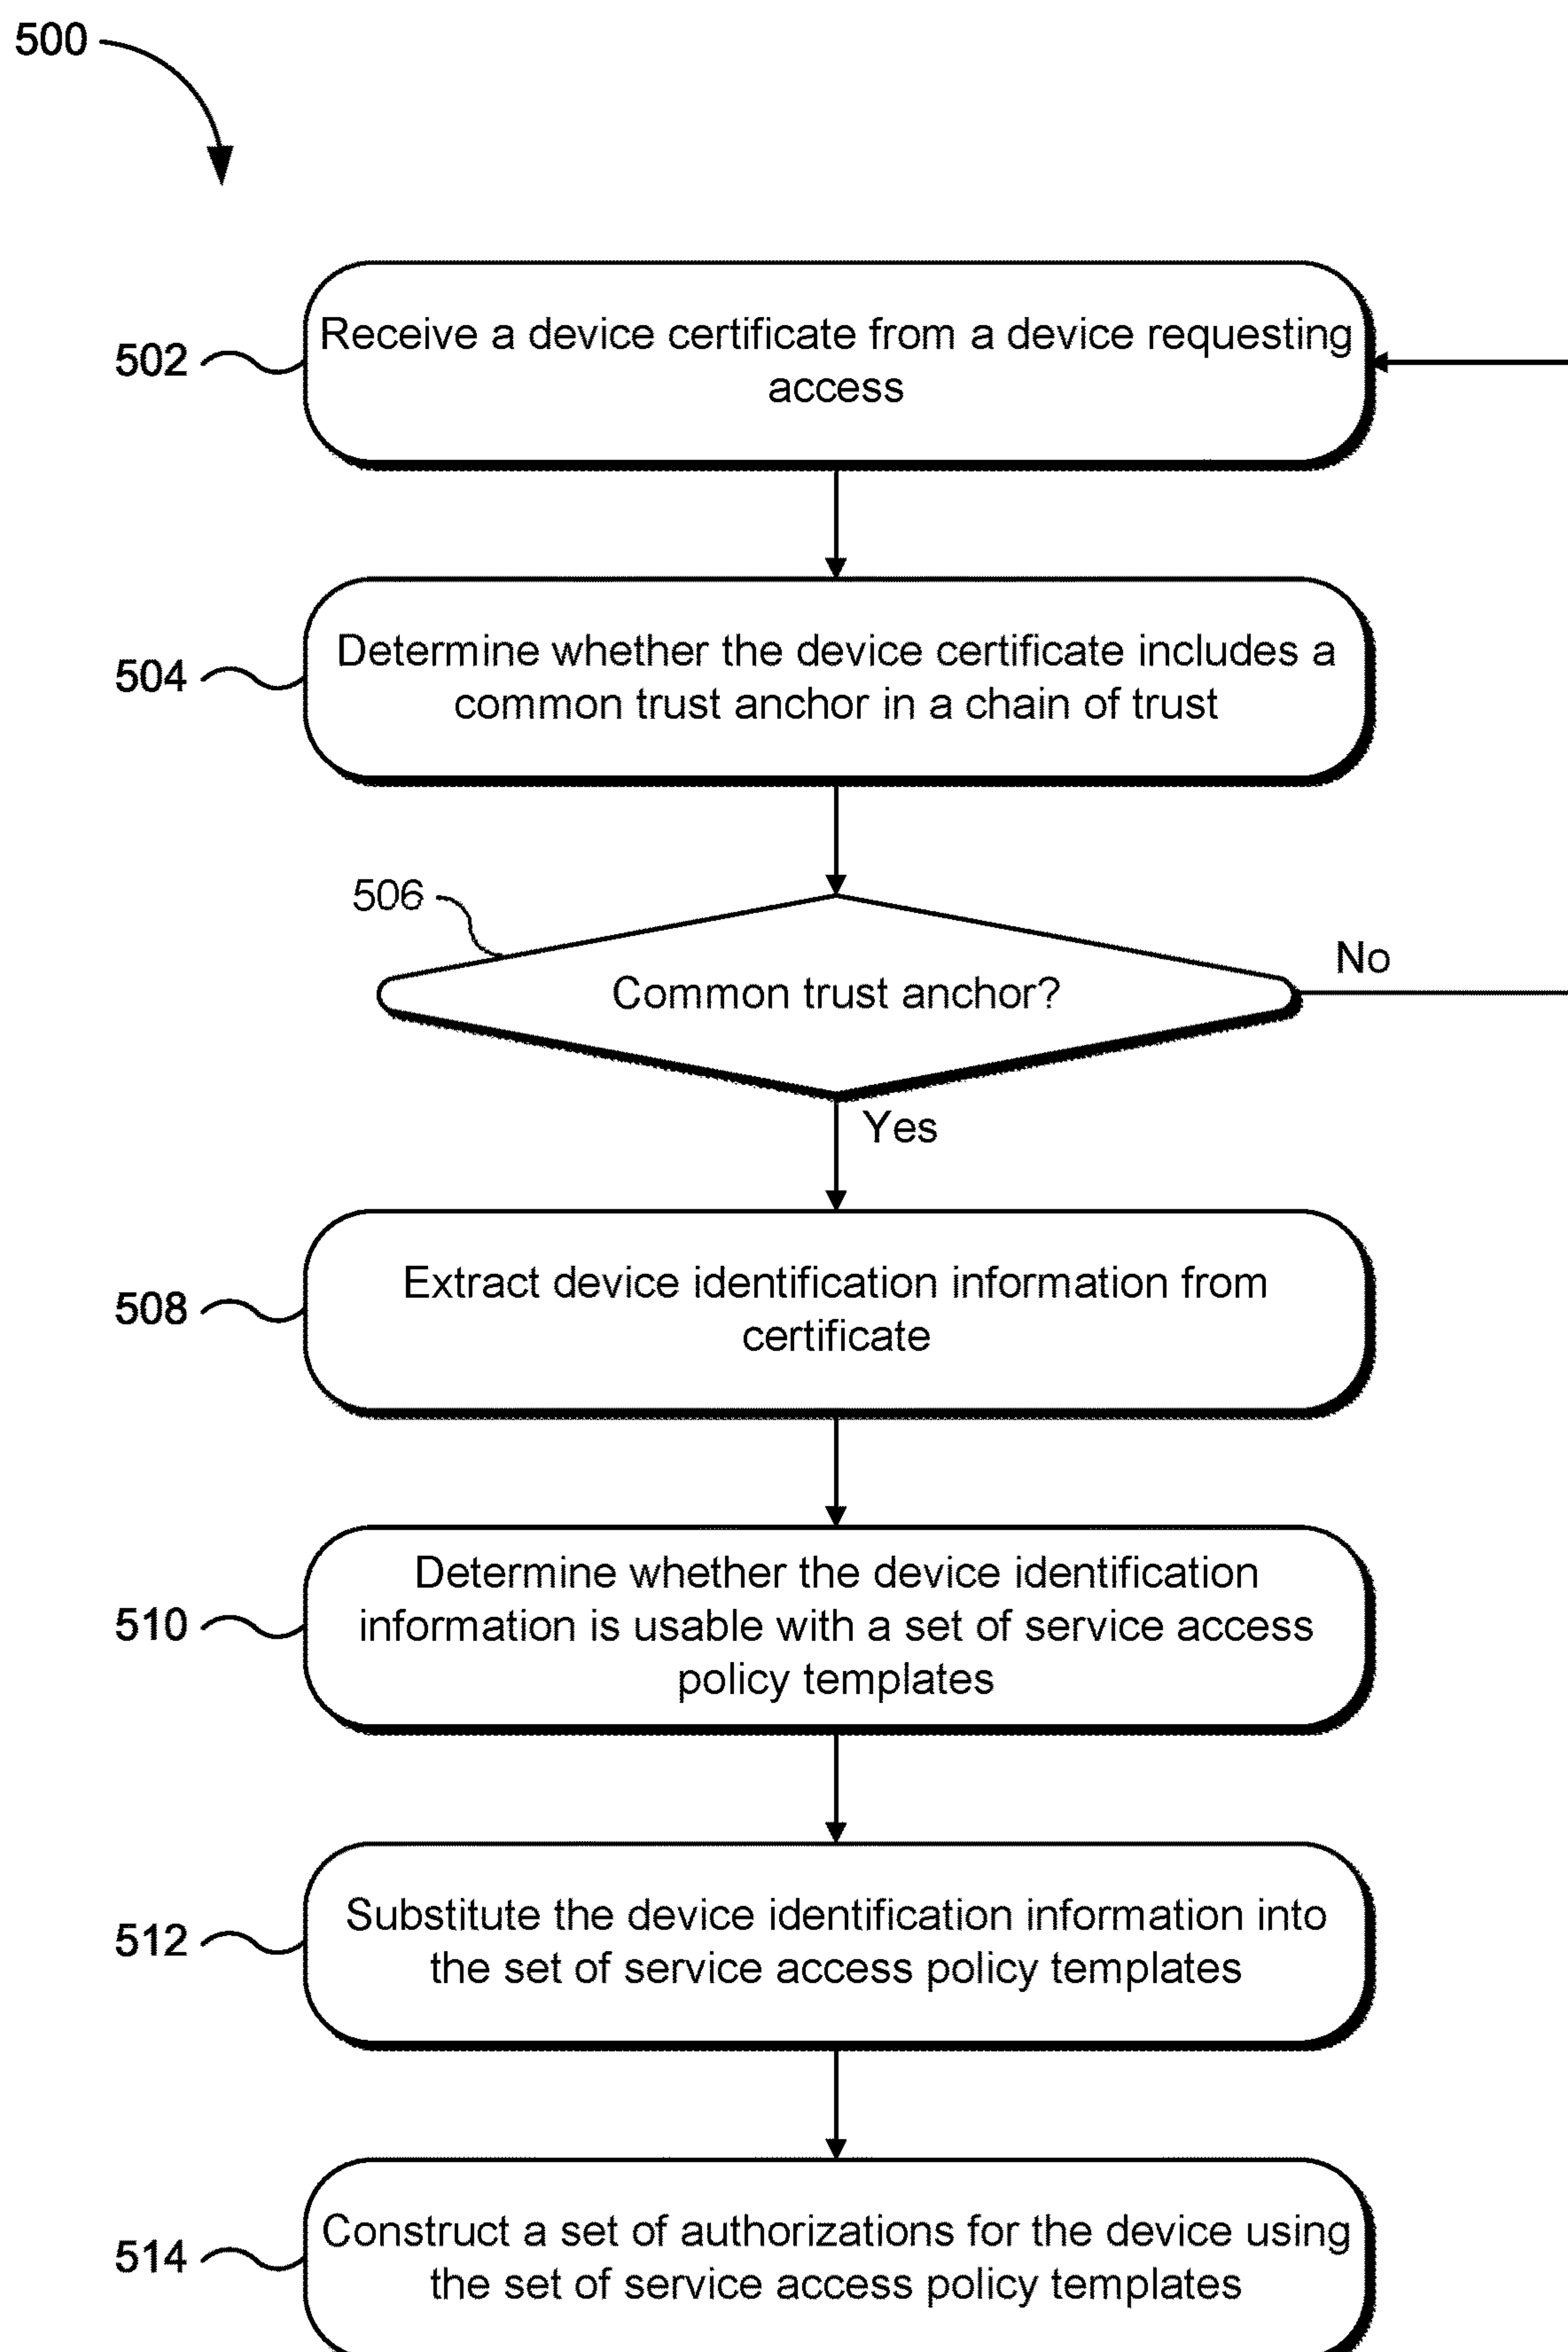 500
502
Receive a device certificate from a device requesting
access
504
Determine whether the device certificate includes a
common trust anchor in a chain of trust
506
Common trust anchor?
No
Yes
508
Extract device identification information from
certificate
510
Determine whether the device identification
information is usable with a set of service access
policy templates
512
Substitute the device identification information into
the set of service access policy templates
514
Construct a set of authorizations for the device using
the set of service access policy templates